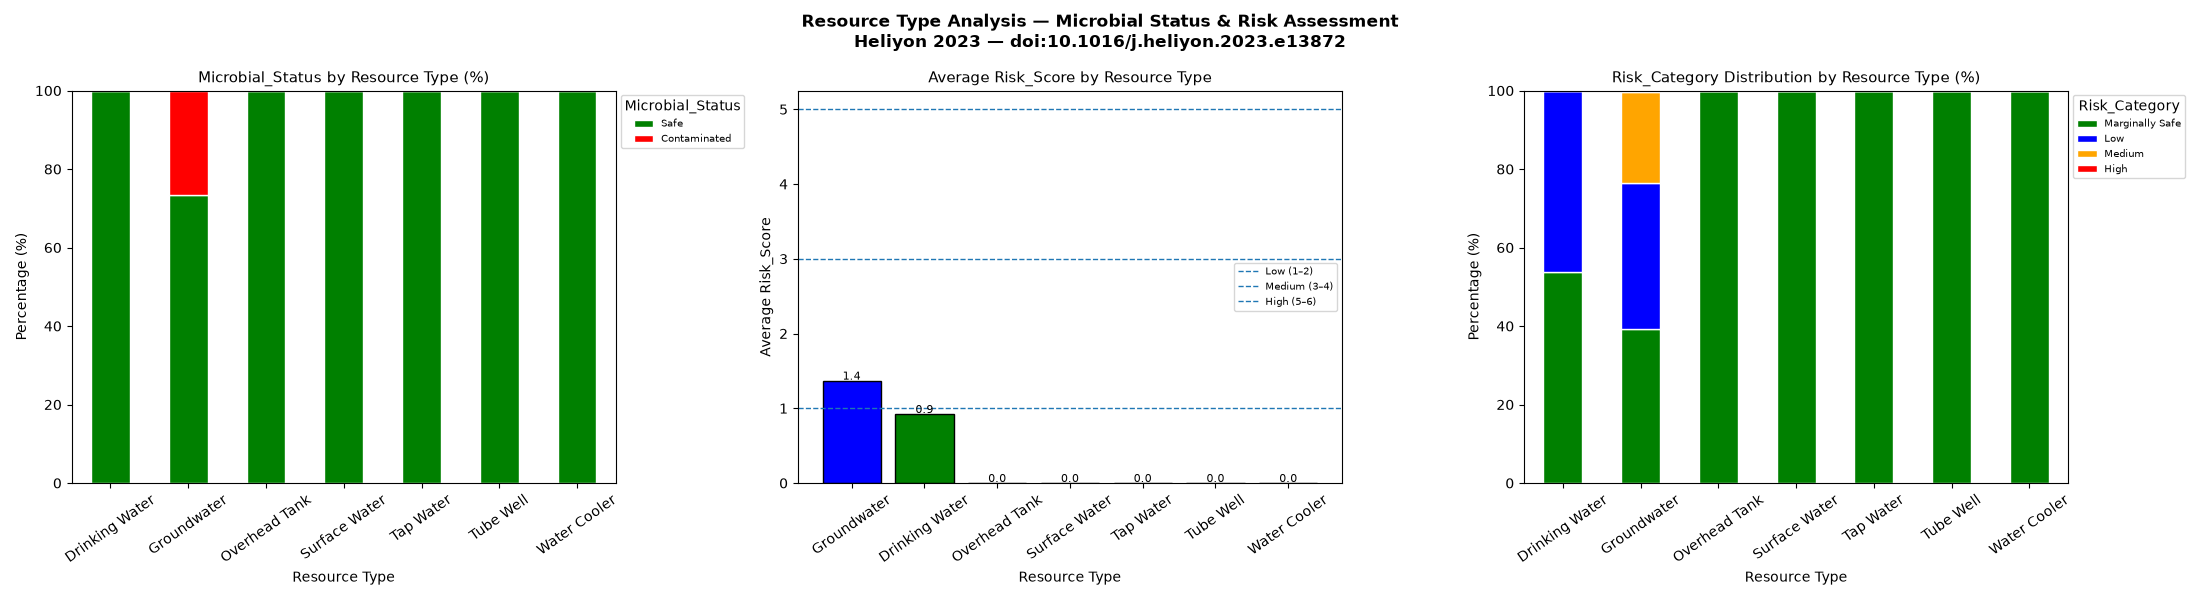 Resource Type Analysis — Microbial Status & Risk Assessment
Heliyon 2023 — doi:10.1016/j.heliyon.2023.e13872
Microbial_Status by Resource Type (%)
Percentage (%)
100
80
60
40
20
0
Drinking Water
Groundwater
Overhead Tank
Surface Water
Tap Water
Tube Well
Water Cooler
Resource Type
Microbial_Status
Safe
Contaminated
Average Risk_Score by Resource Type
Average Risk_Score
5
4
3
2
1
0
1.4
0.9
0.0
0.0
0.0
0.0
0.0
Low (1–2)
Medium (3–4)
High (5–6)
Groundwater
Drinking Water
Overhead Tank
Surface Water
Tap Water
Tube Well
Water Cooler
Resource Type
Risk_Category Distribution by Resource Type (%)
Percentage (%)
100
80
60
40
20
0
Drinking Water
Groundwater
Overhead Tank
Surface Water
Tap Water
Tube Well
Water Cooler
Resource Type
Risk_Category
Marginally Safe
Low
Medium
High